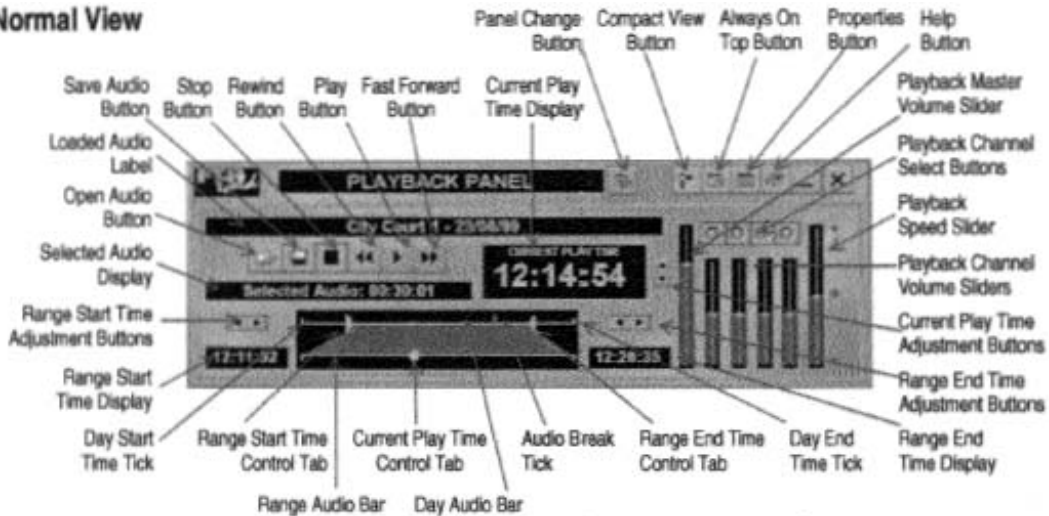 Normal View
Panel Change Button
Compact View Button
Always On Top Button
Properties Button
Help Button
Save Audio Button
Stop Button
Rewind Button
Play Button
Fast Forward Button
Current Play Time Display
Playback Master Volume Slider
Loaded Audio Label
Playback Channel Select Buttons
Open Audio Button
PLAYBACK PANEL
Playback Speed Slider
City Court 1 -
Selected Audio Display
CURRENT PLAY TIME
12:14:54
Playback Channel Volume Sliders
Selected Audio: 00:30:01
Range Start Time Adjustment Buttons
Current Play Time Adjustment Buttons
Range Start Time Display
Range End Time Adjustment Buttons
Day Start Time Tick
Range Start Time Control Tab
Current Play Time Control Tab
Audio Break Tick
Range End Time Control Tab
Day End Time Tick
Range End Time Display
Range Audio Bar
Day Audio Bar